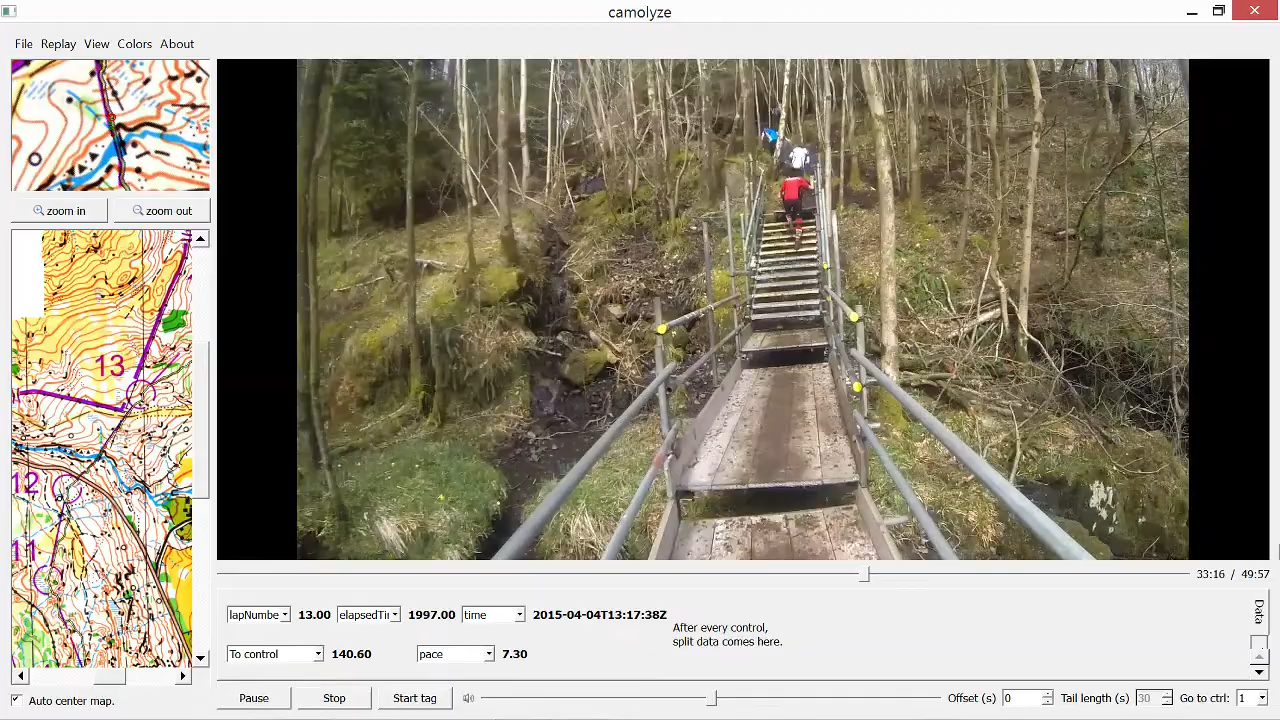 camolyze
File Replay View Colors About
zoom in zoom out
13
12
11
33:16 / 49:57
lapNumbe 13.00 elapsedTir 1997.00 time 2015-04-04T13:17:38Z
After every control,
split data comes here.
Data
To control 140.60 pace 7.30
Pause Stop Start tag Offset (s) 0 Tail length (s) 30 Go to ctrl: 1
Auto center map.